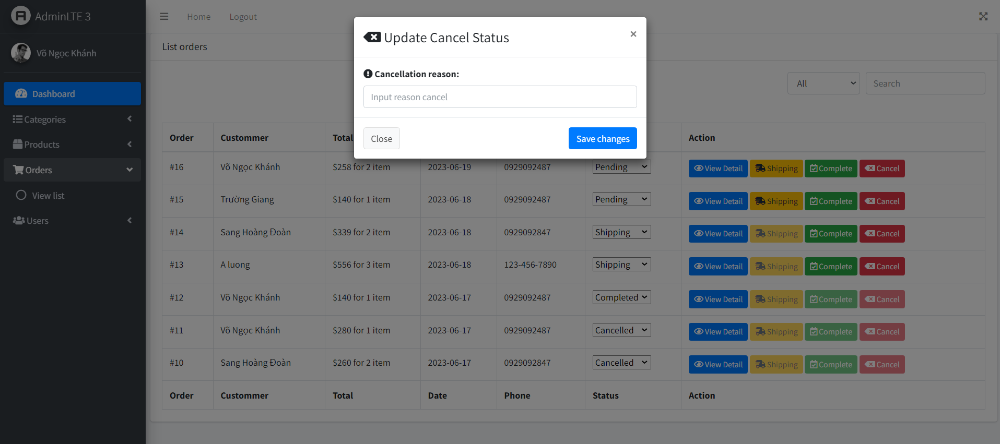 AdminLTE 3
Home
Logout
Võ Ngọc Khánh
Dashboard
Categories
Products
Orders
View list
Users
List orders
Update Cancel Status
×
Cancellation reason:
Input reason cancel
Close
Save changes
All
Search
Order Custommer Total Action
#16 Võ Ngọc Khánh $258 for 2 item 2023-06-19 0929092487 Pending View Detail Shipping Complete Cancel
#15 Trường Giang $140 for 1 item 2023-06-18 0929092487 Pending View Detail Shipping Complete Cancel
#14 Sang Hoàng Đoàn $339 for 2 item 2023-06-18 0929092847 Shipping View Detail Shipping Complete Cancel
#13 A luong $556 for 3 item 2023-06-18 123-456-7890 Shipping View Detail Shipping Complete Cancel
#12 Võ Ngọc Khánh $140 for 1 item 2023-06-17 0929092487 Completed View Detail Shipping Complete Cancel
#11 Võ Ngọc Khánh $280 for 1 item 2023-06-17 0929092487 Cancelled View Detail Shipping Complete Cancel
#10 Sang Hoàng Đoàn $260 for 2 item 2023-06-17 0929092847 Cancelled View Detail Shipping Complete Cancel
Order Custommer Total Date Phone Status Action